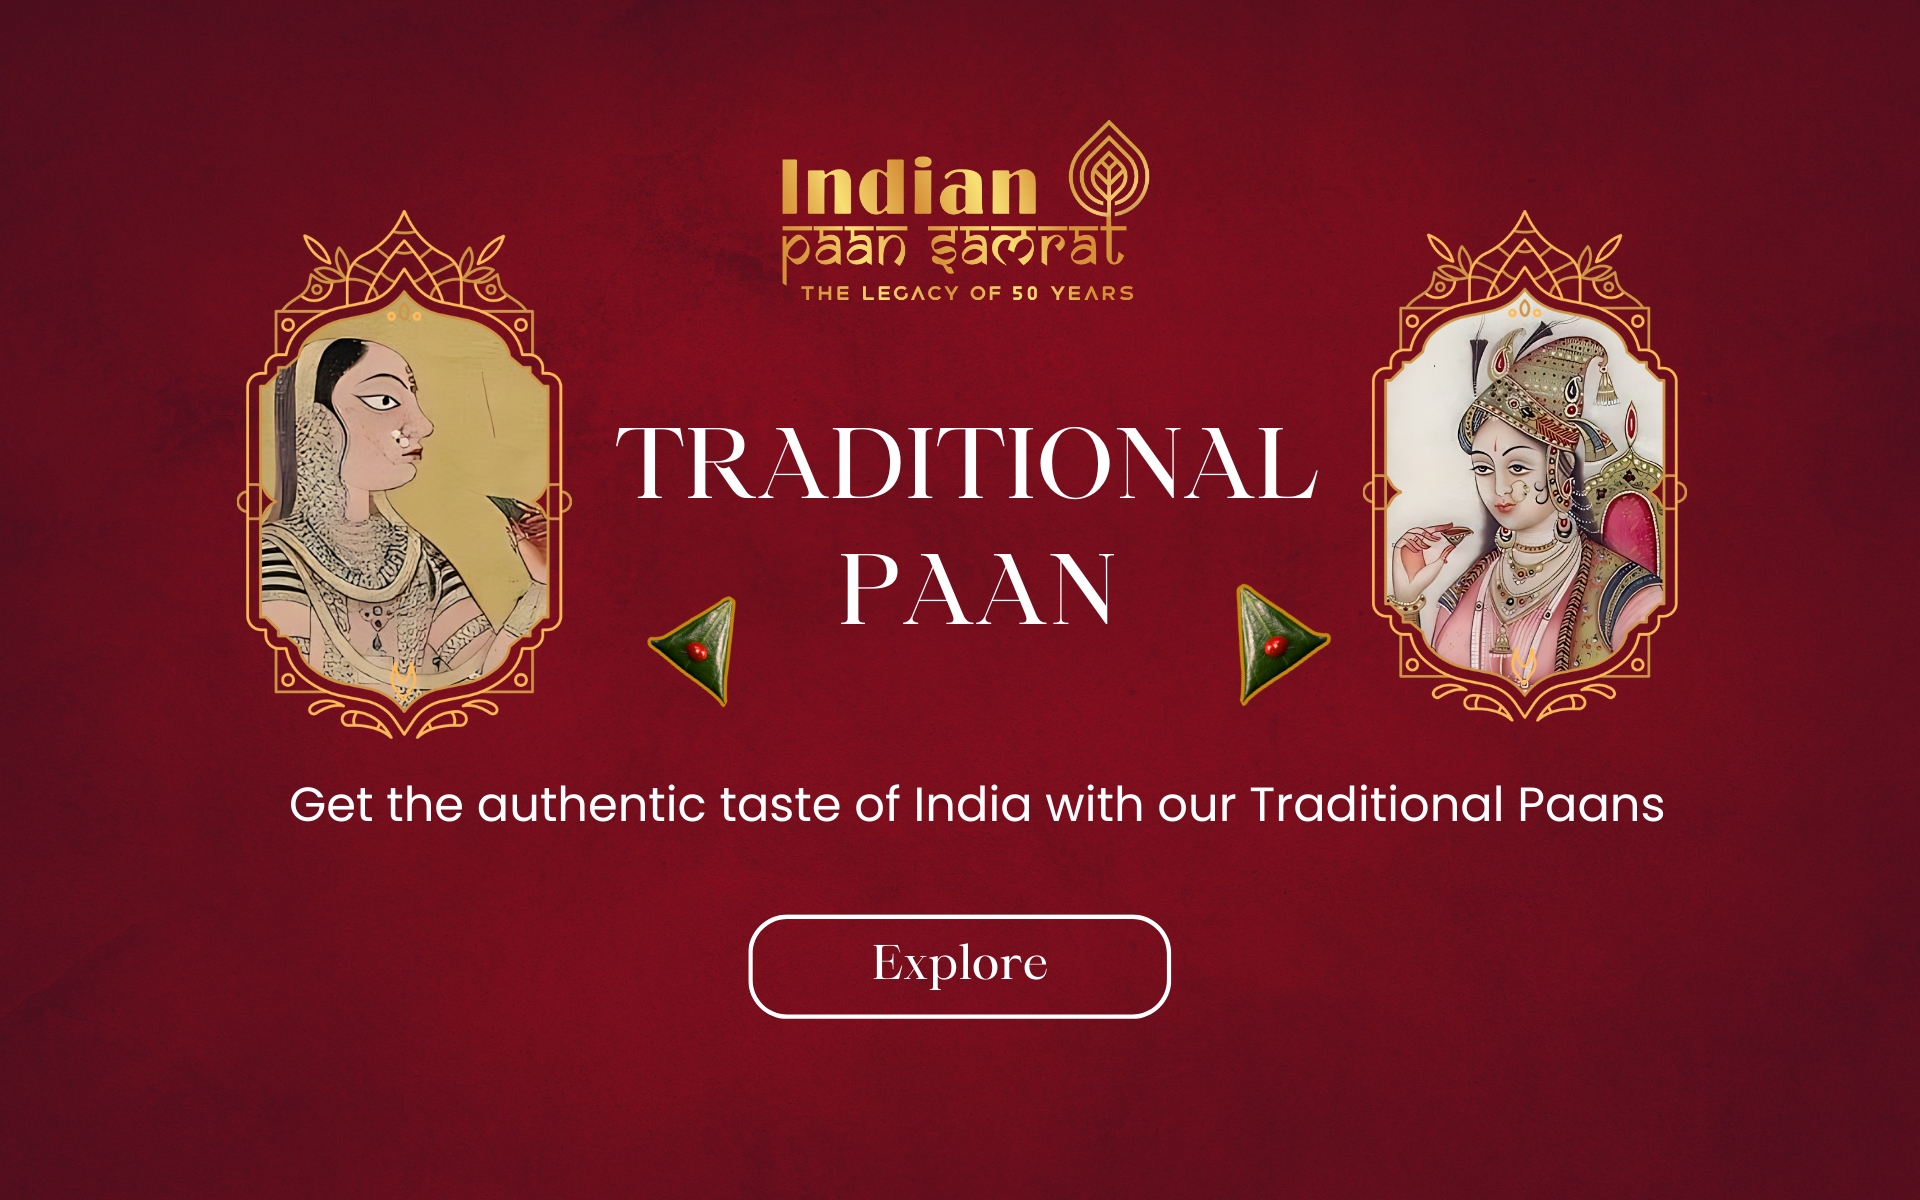 Indian
paan samrat
THE LEGACY OF 50 YEARS
TRADITIONAL
PAAN
Get the authentic taste of India with our Traditional Paans
Explore